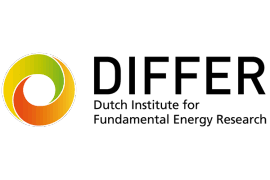 DIFFER
Dutch Institute for
Fundamental Energy Research